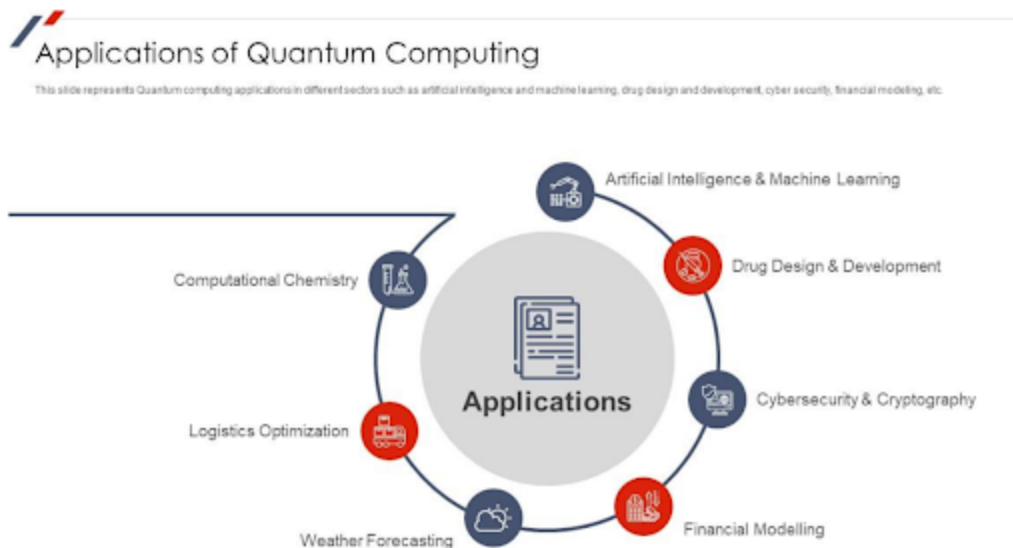 Applications of Quantum Computing
This slide represents Quantum computing applications in different sectors such as artificial intelligence and machine learning, drug design and development, cyber security, financial modeling, etc.
Artificial Intelligence & Machine Learning
Drug Design & Development
Cybersecurity & Cryptography
Financial Modelling
Weather Forecasting
Logistics Optimization
Computational Chemistry
Applications